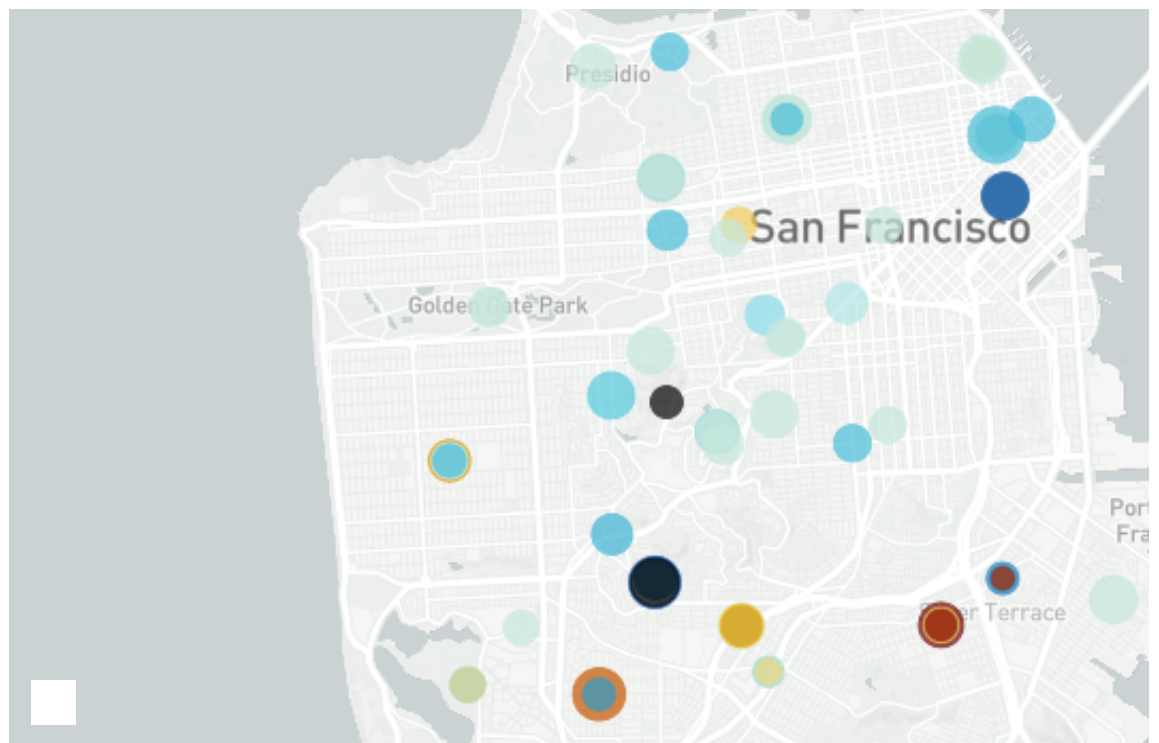 Presidio
San Francisco
Golden Gate Park
Port
Fra
er Terrace